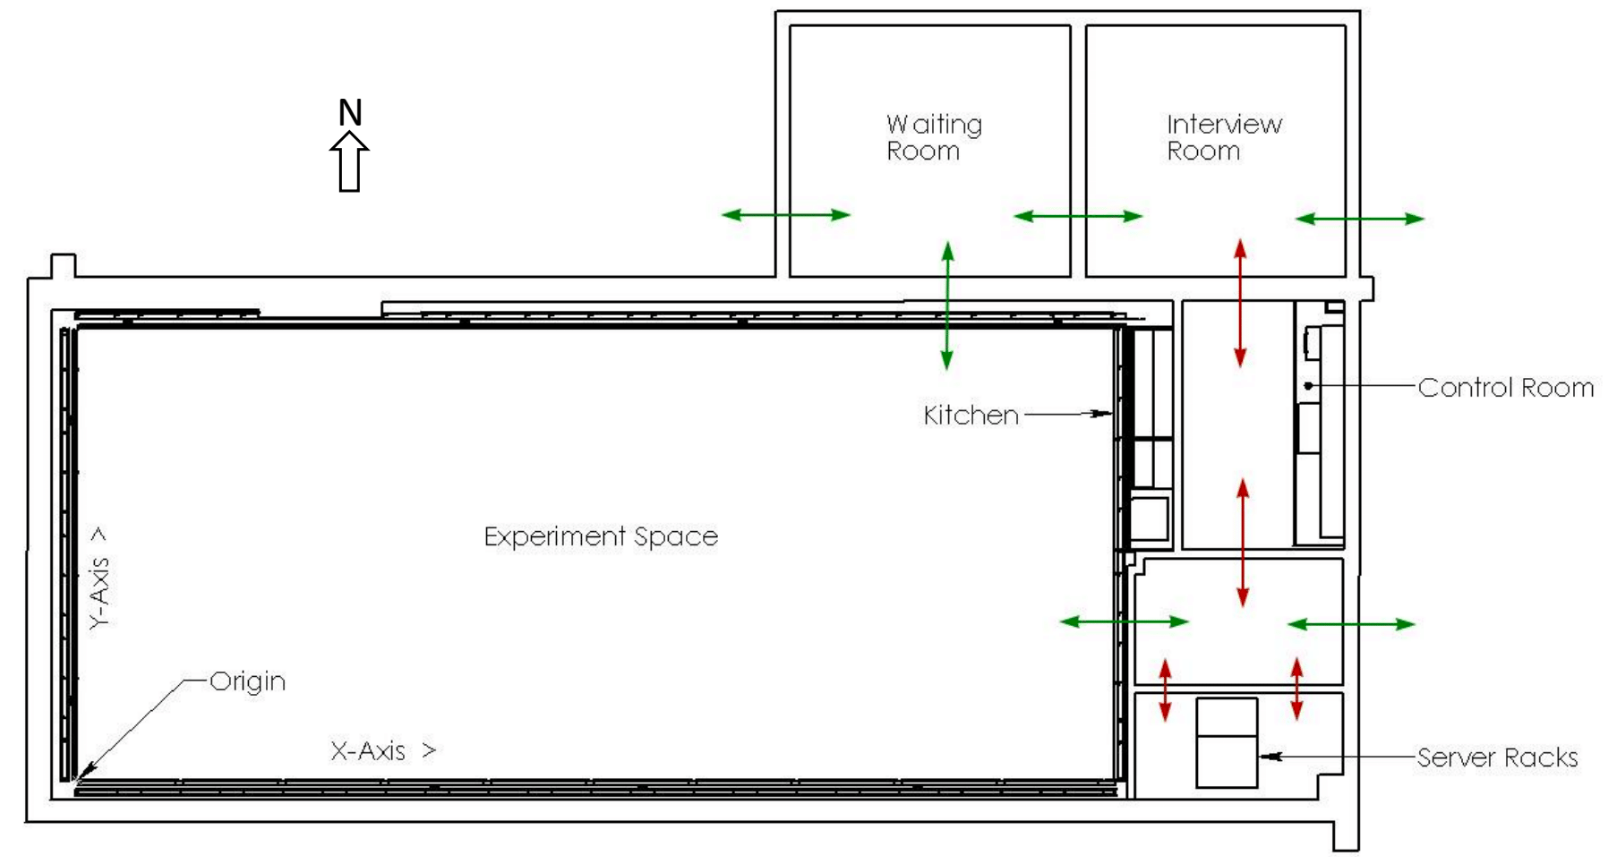 N
Waiting
Room
Interview
Room
Control Room
Kitchen
Experiment Space
Y-Axis >
Origin
X-Axis >
Server Racks